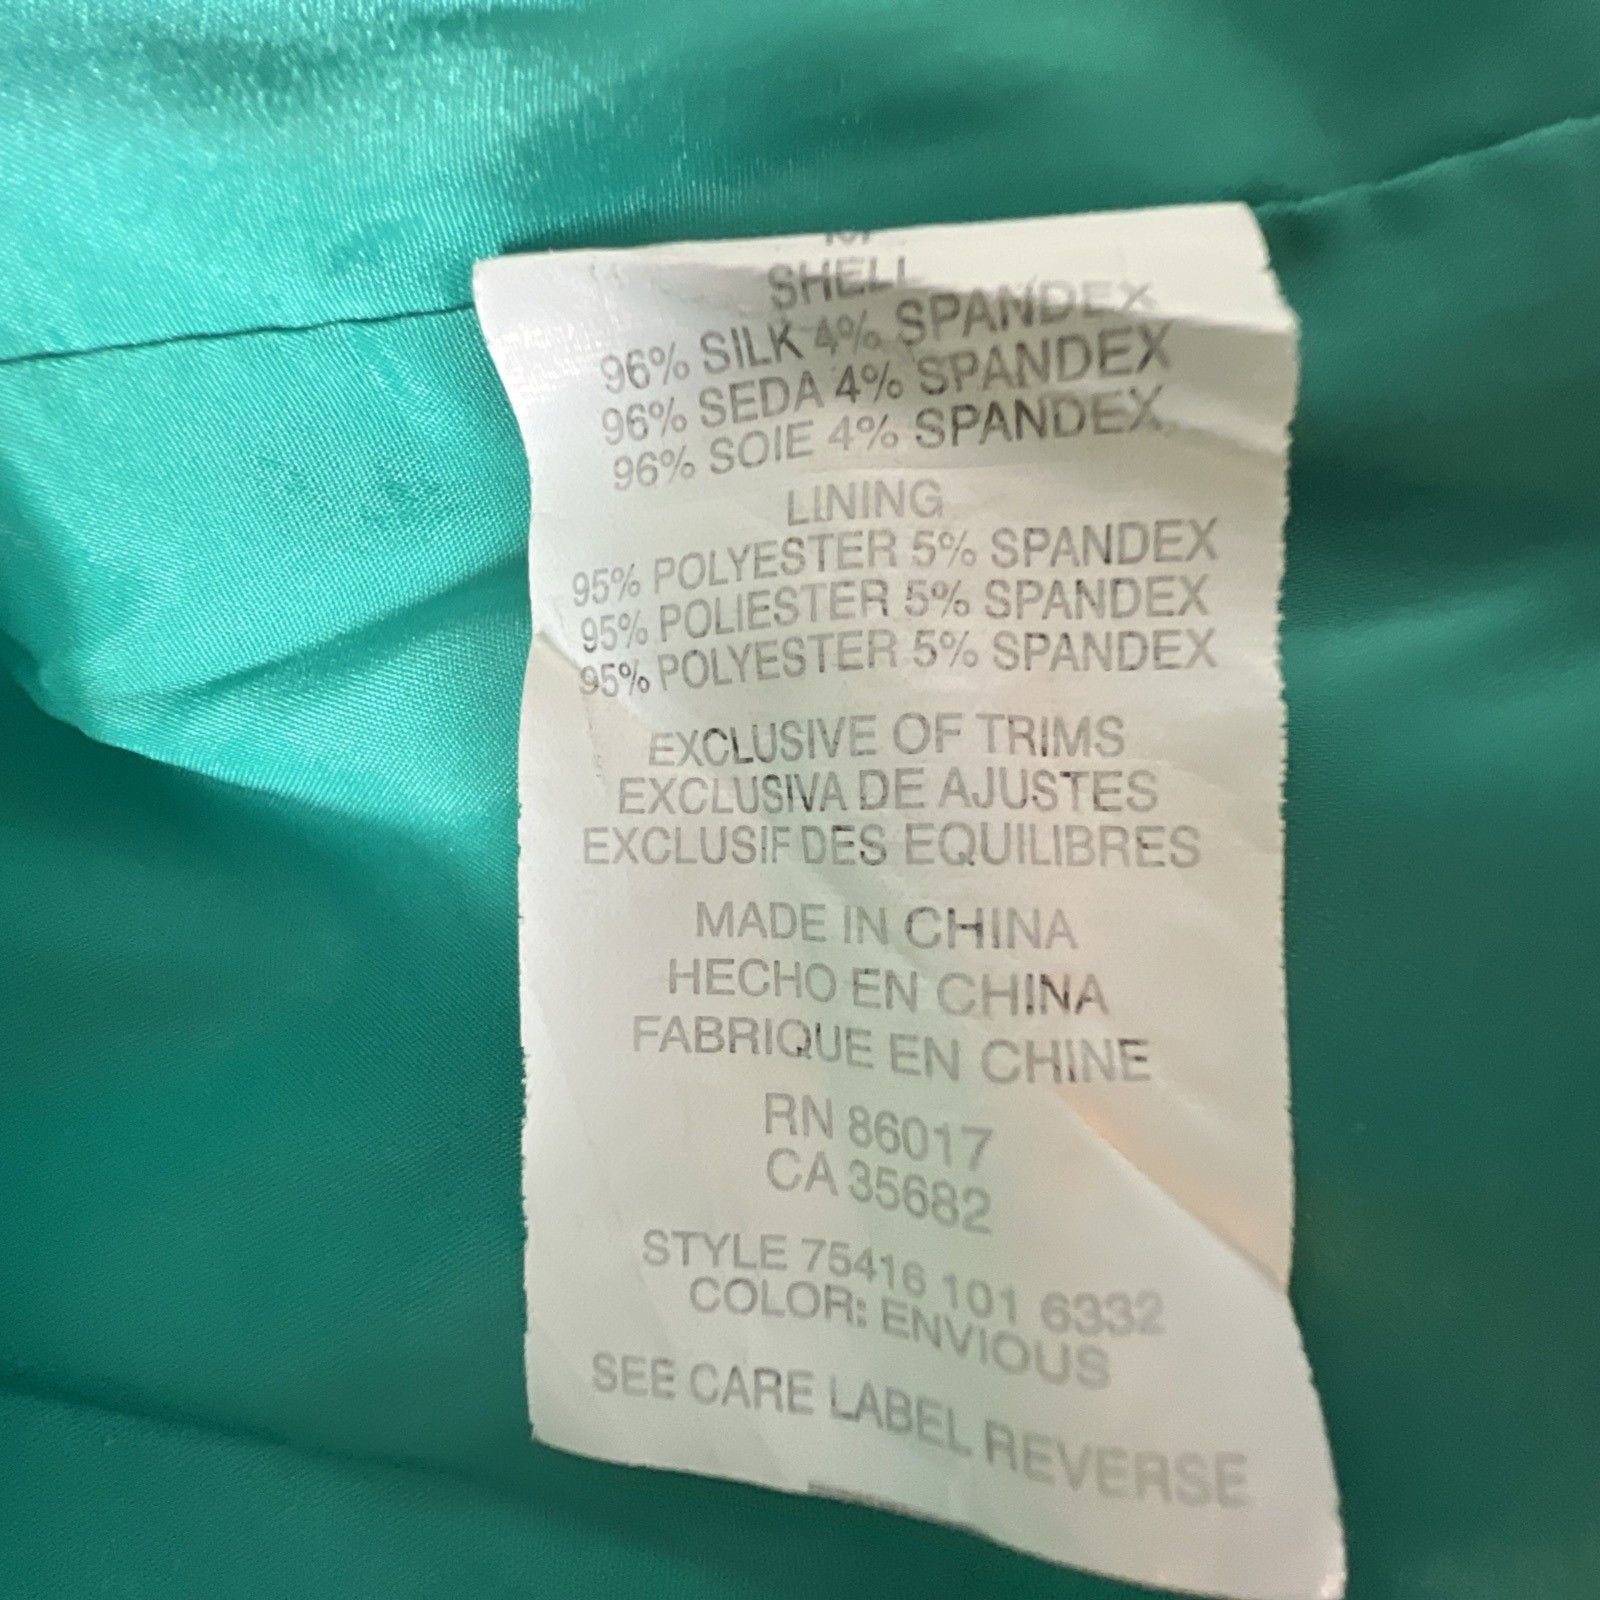 SHELL
96% SILK 4% SPANDEX
96% SEDA 4% SPANDEX
96% SOIE 4% SPANDEX
LINING
95% POLYESTER 5% SPANDEX
95% POLIESTER 5% SPANDEX
95% POLYESTER 5% SPANDEX
EXCLUSIVE OF TRIMS
EXCLUSIVA DE AJUSTES
EXCLUSIF DES EQUILIBRES
MADE IN CHINA
HECHO EN CHINA
FABRIQUE EN CHINE
RN 86017
CA 35682
STYLE 75416 101 6332
COLOR: ENVIOUS
SEE CARE LABEL REVERSE